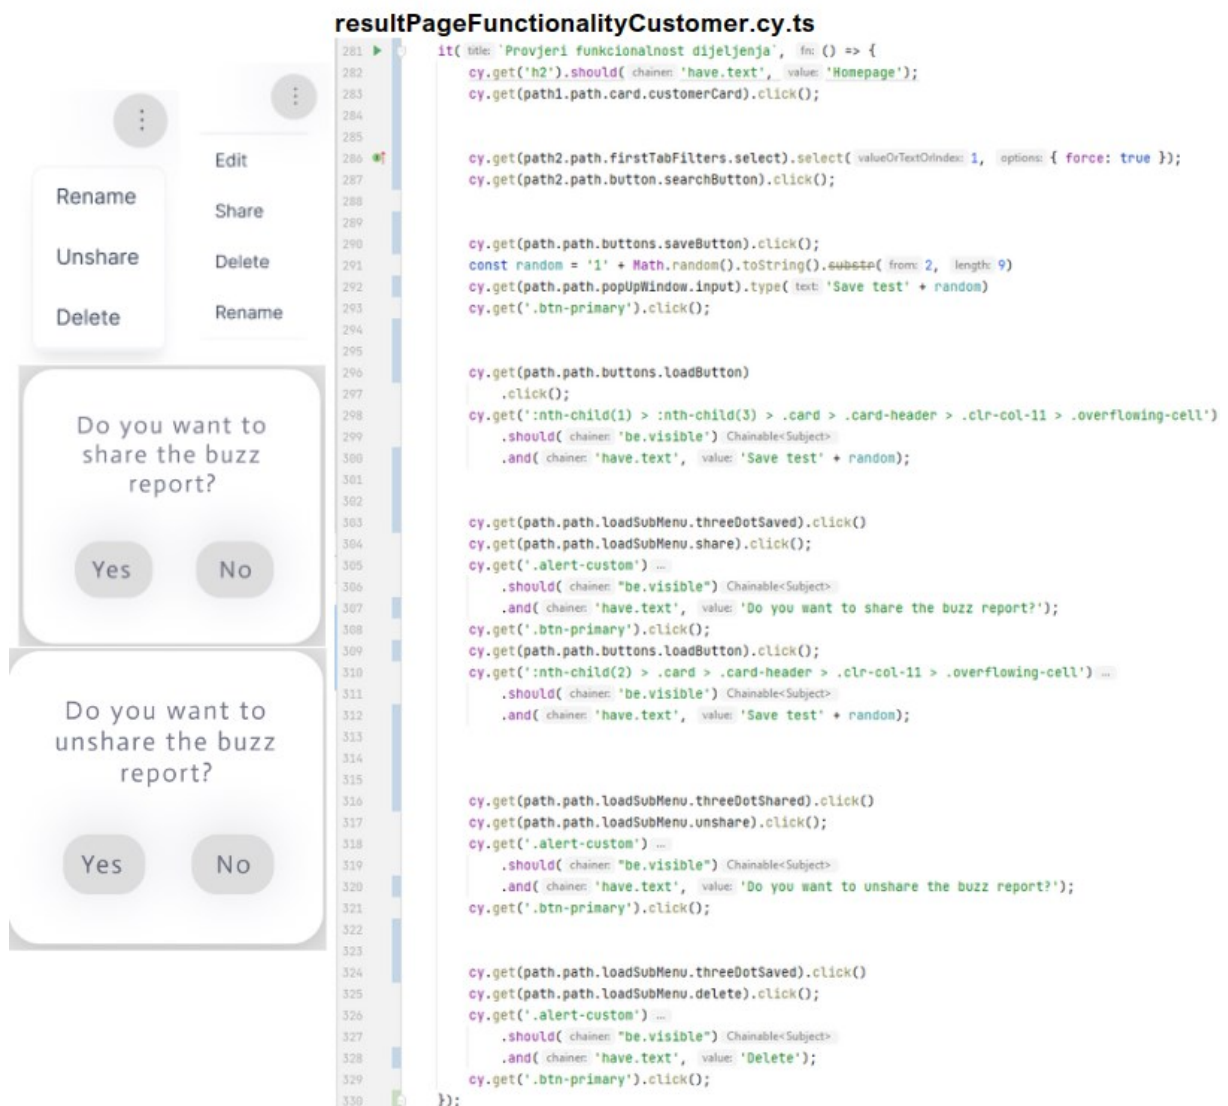 resultPageFunctionalityCustomer.cy.ts
Rename
Unshare
Delete
Edit
Share
Delete
Rename
Do you want to
share the buzz
report?
Yes No
Do you want to
unshare the buzz
report?
Yes No
281 it( title: `Provjeri funkcionalnost dijeljenja`, fn: () => {
282 cy.get('h2').should( chainer: 'have.text', value: 'Homepage');
283 cy.get(path1.path.card.customerCard).click();
284
285
286 cy.get(path2.path.firstTabFilters.select).select( valueOrTextOrIndex: 1, options: { force: true });
287 cy.get(path2.path.button.searchButton).click();
288
289
290 cy.get(path.path.buttons.saveButton).click();
291 const random = '1' + Math.random().toString().substr( from: 2, length: 9)
292 cy.get(path.path.popUpWindow.input).type( text: 'Save test' + random)
293 cy.get('.btn-primary').click();
294
295
296 cy.get(path.path.buttons.loadButton)
297 .click();
298 cy.get(':nth-child(1) > :nth-child(3) > .card > .card-header > .clr-col-11 > .overflowing-cell')
299 .should( chainer: 'be.visible') Chainable<Subject>
300 .and( chainer: 'have.text', value: 'Save test' + random);
301
302
303 cy.get(path.path.loadSubMenu.threeDotSaved).click()
304 cy.get(path.path.loadSubMenu.share).click();
305 cy.get('.alert-custom') …
306 .should( chainer: "be.visible") Chainable<Subject>
307 .and( chainer: 'have.text', value: 'Do you want to share the buzz report?');
308 cy.get('.btn-primary').click();
309 cy.get(path.path.buttons.loadButton).click();
310 cy.get(':nth-child(2) > .card > .card-header > .clr-col-11 > .overflowing-cell') …
311 .should( chainer: 'be.visible') Chainable<Subject>
312 .and( chainer: 'have.text', value: 'Save test' + random);
313
314
315
316 cy.get(path.path.loadSubMenu.threeDotShared).click()
317 cy.get(path.path.loadSubMenu.unshare).click();
318 cy.get('.alert-custom') …
319 .should( chainer: "be.visible") Chainable<Subject>
320 .and( chainer: 'have.text', value: 'Do you want to unshare the buzz report?');
321 cy.get('.btn-primary').click();
322
323
324 cy.get(path.path.loadSubMenu.threeDotSaved).click()
325 cy.get(path.path.loadSubMenu.delete).click();
326 cy.get('.alert-custom') …
327 .should( chainer: "be.visible") Chainable<Subject>
328 .and( chainer: 'have.text', value: 'Delete');
329 cy.get('.btn-primary').click();
330 });